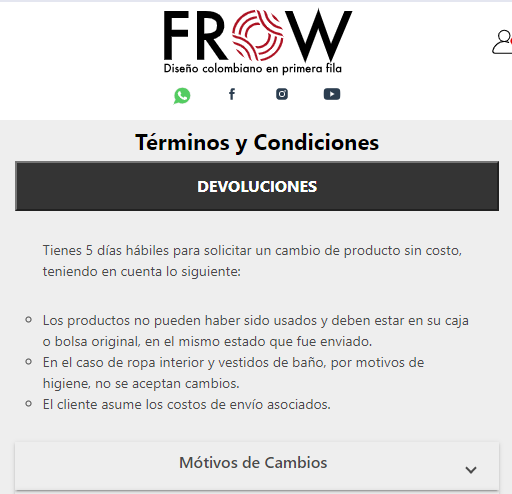 FROW
Diseño colombiano en primera fila
Términos y Condiciones
DEVOLUCIONES
Tienes 5 días hábiles para solicitar un cambio de producto sin costo,
teniendo en cuenta lo siguiente:
Los productos no pueden haber sido usados y deben estar en su caja
o bolsa original, en el mismo estado que fue enviado.
En el caso de ropa interior y vestidos de baño, por motivos de
higiene, no se aceptan cambios.
El cliente asume los costos de envío asociados.
Mótivos de Cambios